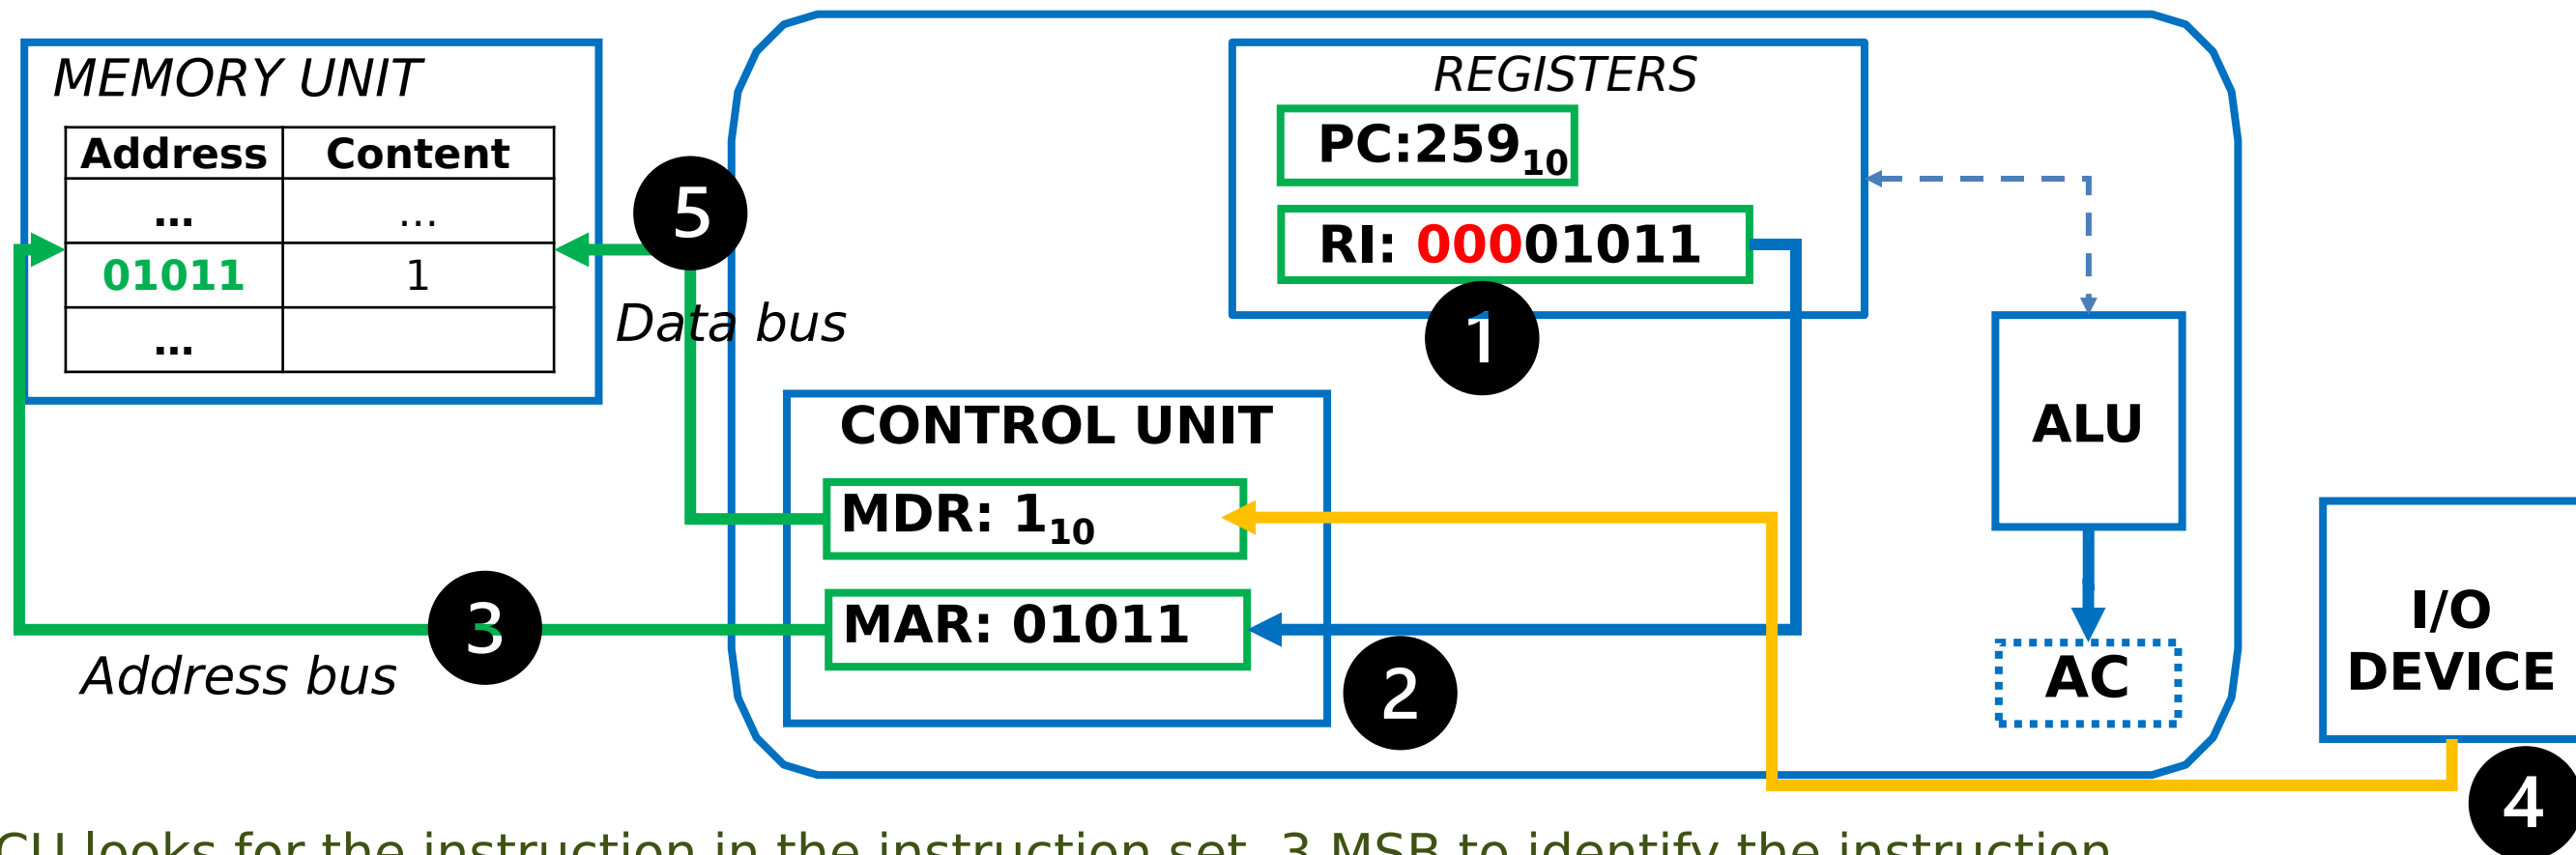 MEMORY UNIT
Address Content
... ...
01011 1
...
5
Data bus
REGISTERS
PC:259₁₀
RI: 00001011
1
CONTROL UNIT
MDR: 1₁₀
MAR: 01011
2
3
Address bus
ALU
AC
I/O
DEVICE
4
CU looks for the instruction in the instruction set. 3 MSB to identify the instruction